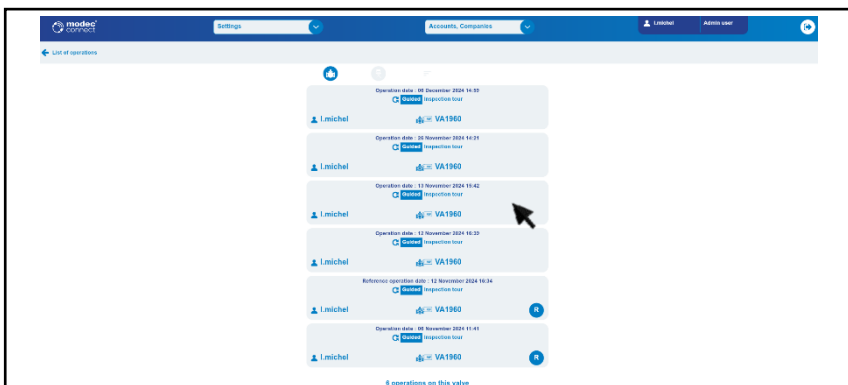 modec
connect
Settings
Accounts, Companies
l.michel
Admin user
List of operations
Operation date : 06 December 2024 14:59
Guided Inspection tour
l.michel VA1960
Operation date : 26 November 2024 14:21
Guided Inspection tour
l.michel VA1960
Operation date : 13 November 2024 15:42
Guided Inspection tour
l.michel VA1960
Operation date : 12 November 2024 16:39
Guided Inspection tour
l.michel VA1960
Reference operation date : 12 November 2024 16:34
Guided Inspection tour
l.michel VA1960 R
Operation date : 08 November 2024 11:41
Guided Inspection tour
l.michel VA1960 R
6 operations on this valve